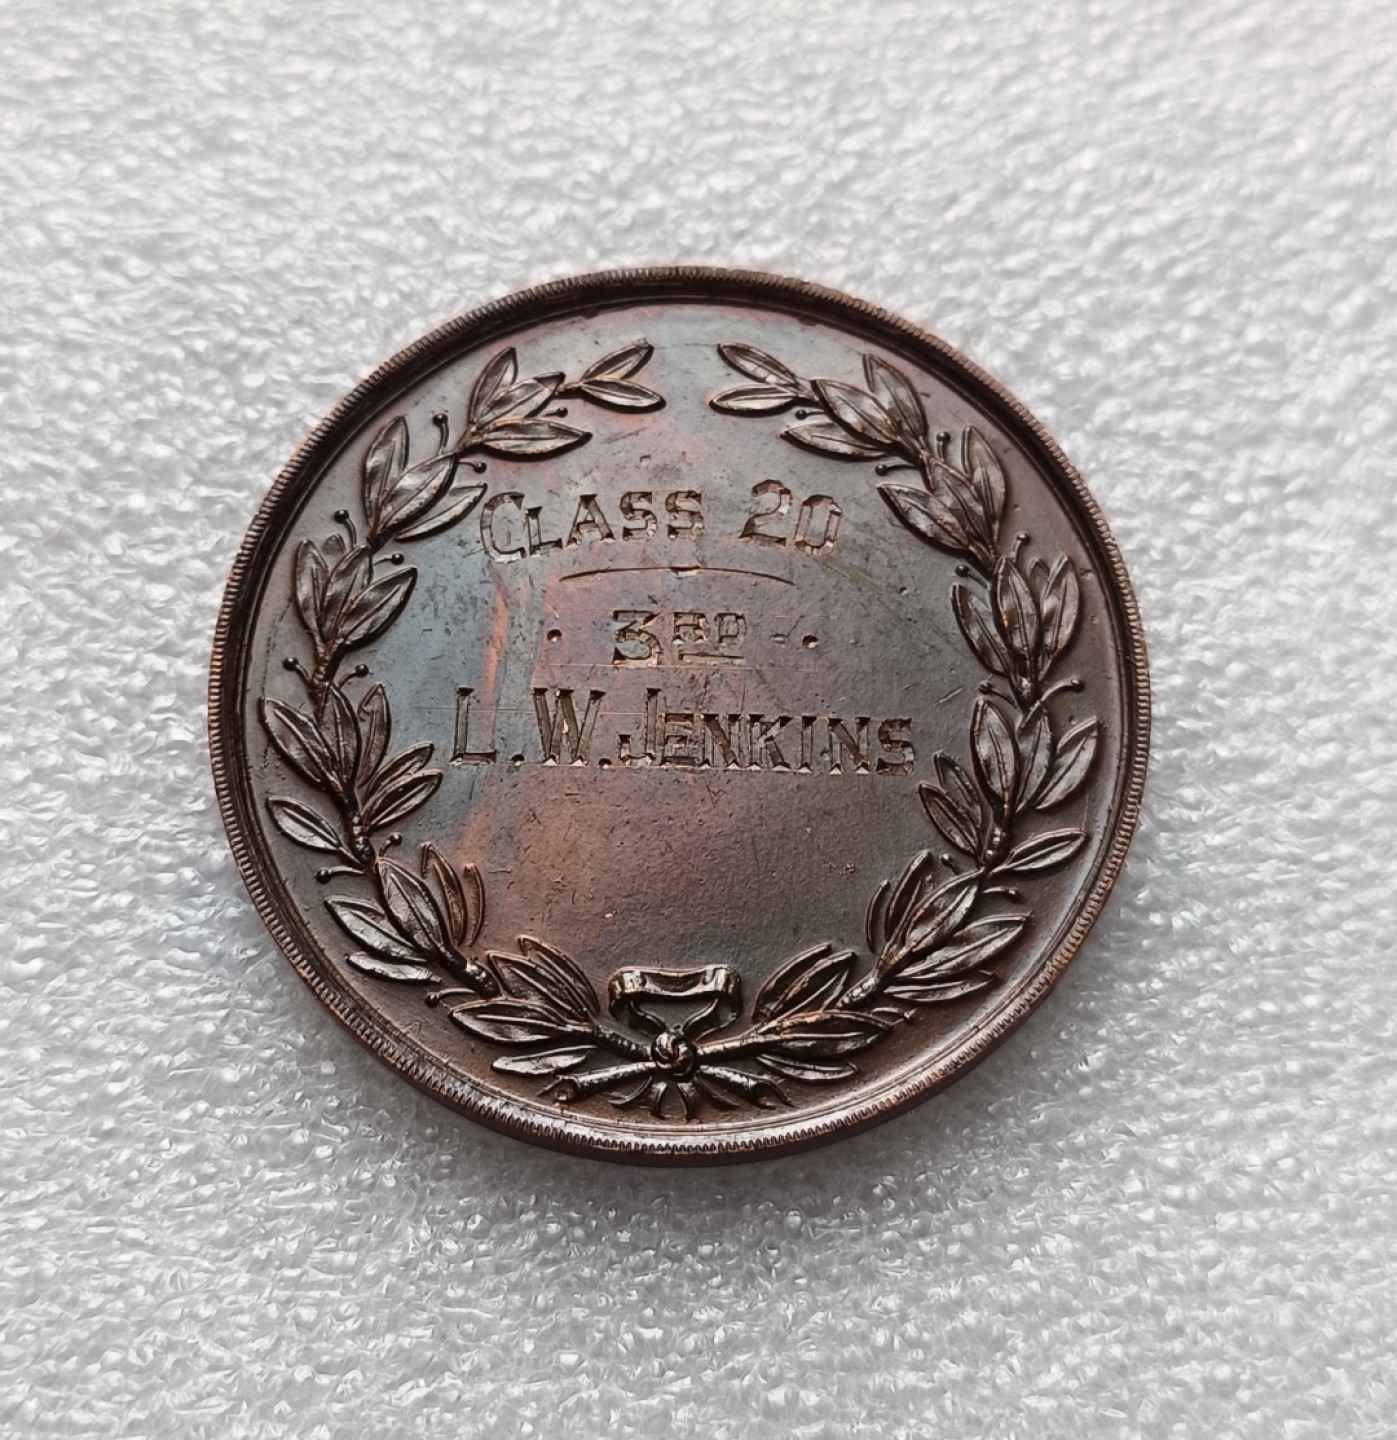 CLASS 20
· 3RD ·
L.W.JENKINS